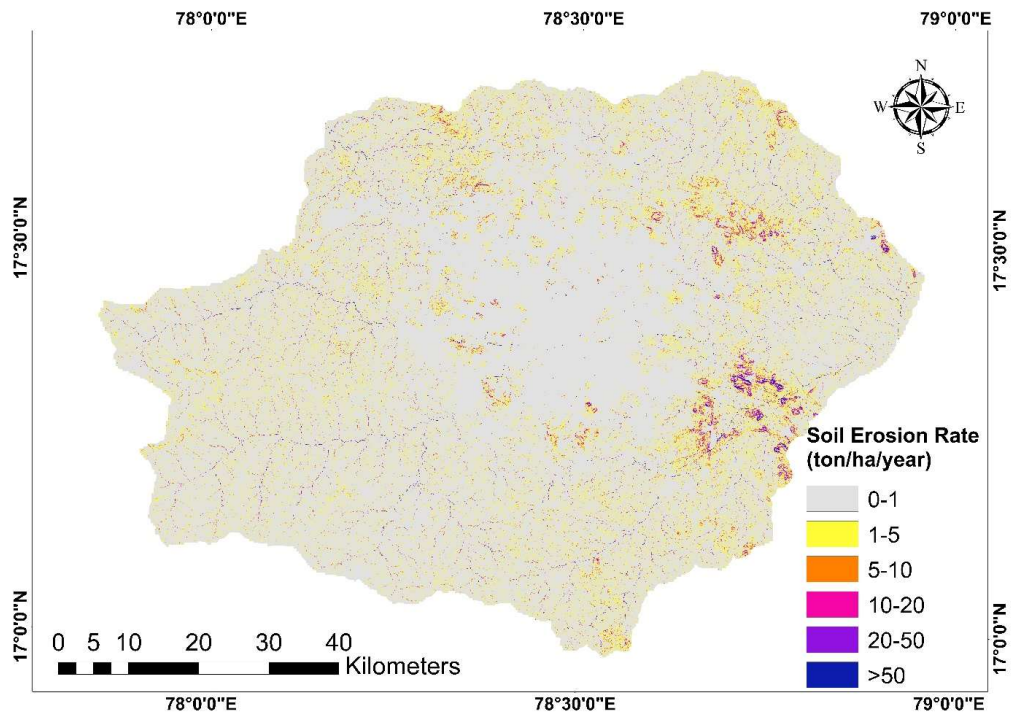 78°0'0"E 78°30'0"E 79°0'0"E
N
W E
S
17°30'0"N 17°30'0"N
Soil Erosion Rate
(ton/ha/year)
0-1
1-5
5-10
10-20
20-50
>50
17°0'0"N 17°0'0"N
0 5 10 20 30 40
Kilometers
78°0'0"E 78°30'0"E 79°0'0"E